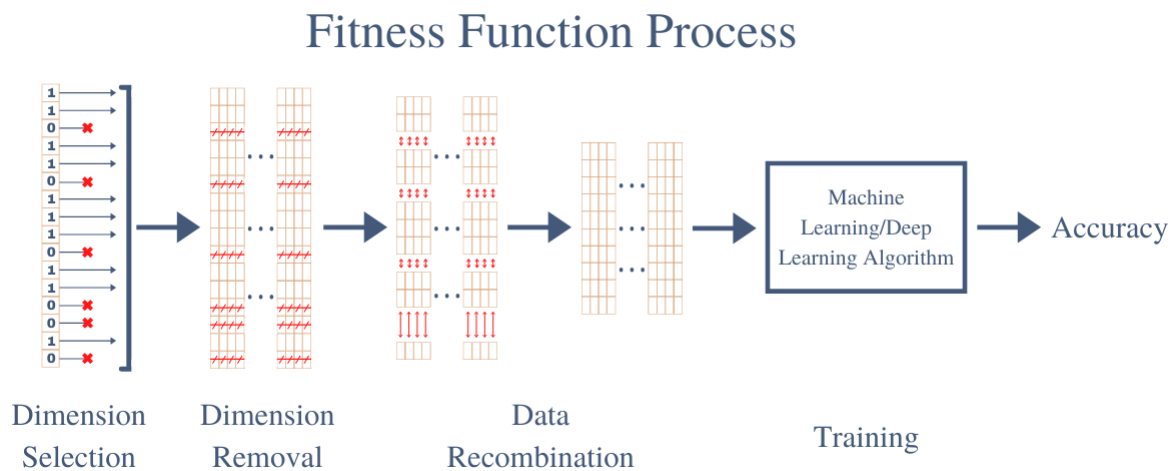 Fitness Function Process
1
1
0
1
1
0
1
1
1
0
1
1
0
0
1
0
Machine
Learning/Deep
Learning Algorithm
Accuracy
Dimension
Selection
Dimension
Removal
Data
Recombination
Training